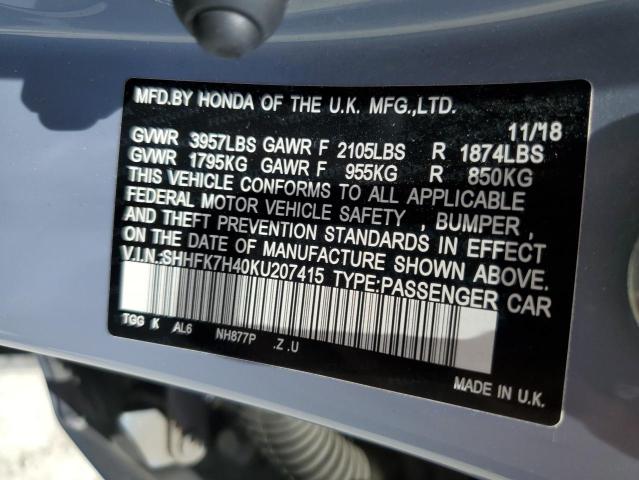 MFD.BY HONDA OF THE U.K. MFG.,LTD.
11/18
GVWR 3957LBS GAWR F 2105LBS R 1874LBS
GVWR 1795KG GAWR F 955KG R 850KG
THIS VEHICLE CONFORMS TO ALL APPLICABLE
FEDERAL MOTOR VEHICLE SAFETY , BUMPER ,
AND THEFT PREVENTION STANDARDS IN EFFECT
ON THE DATE OF MANUFACTURE SHOWN ABOVE.
V.I.N.:SHHFK7H40KU207415 TYPE:PASSENGER CAR
TGG K AL6 NH877P .Z .U
MADE IN U.K.